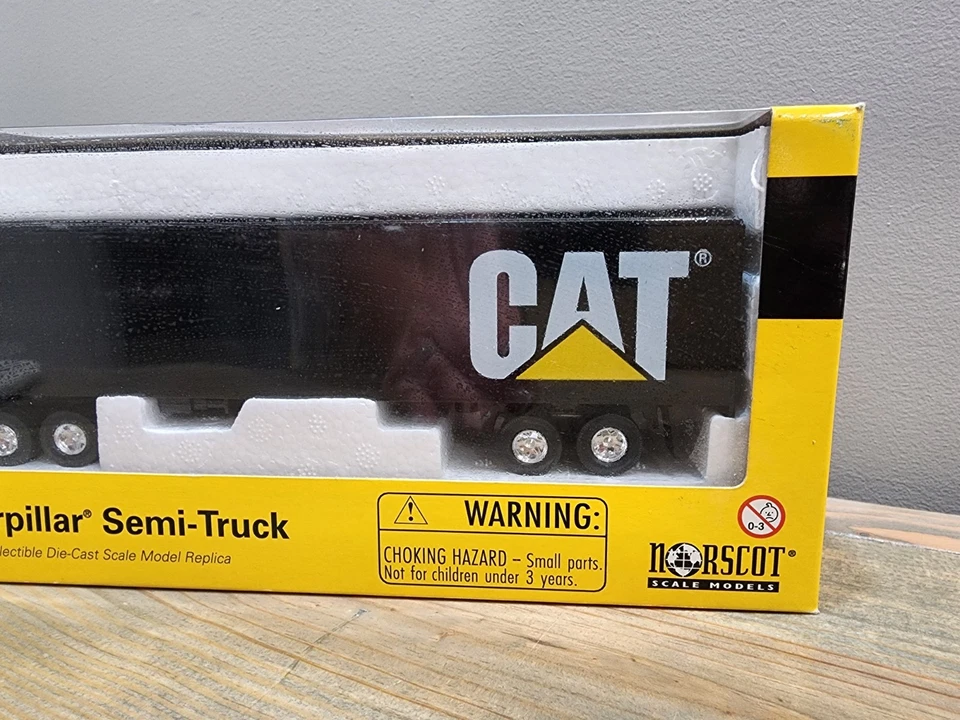 CAT®
rpillar® Semi-Truck
lectible Die-Cast Scale Model Replica
WARNING:
CHOKING HAZARD – Small parts.
Not for children under 3 years.
0-3
NORSCOT®
SCALE MODELS